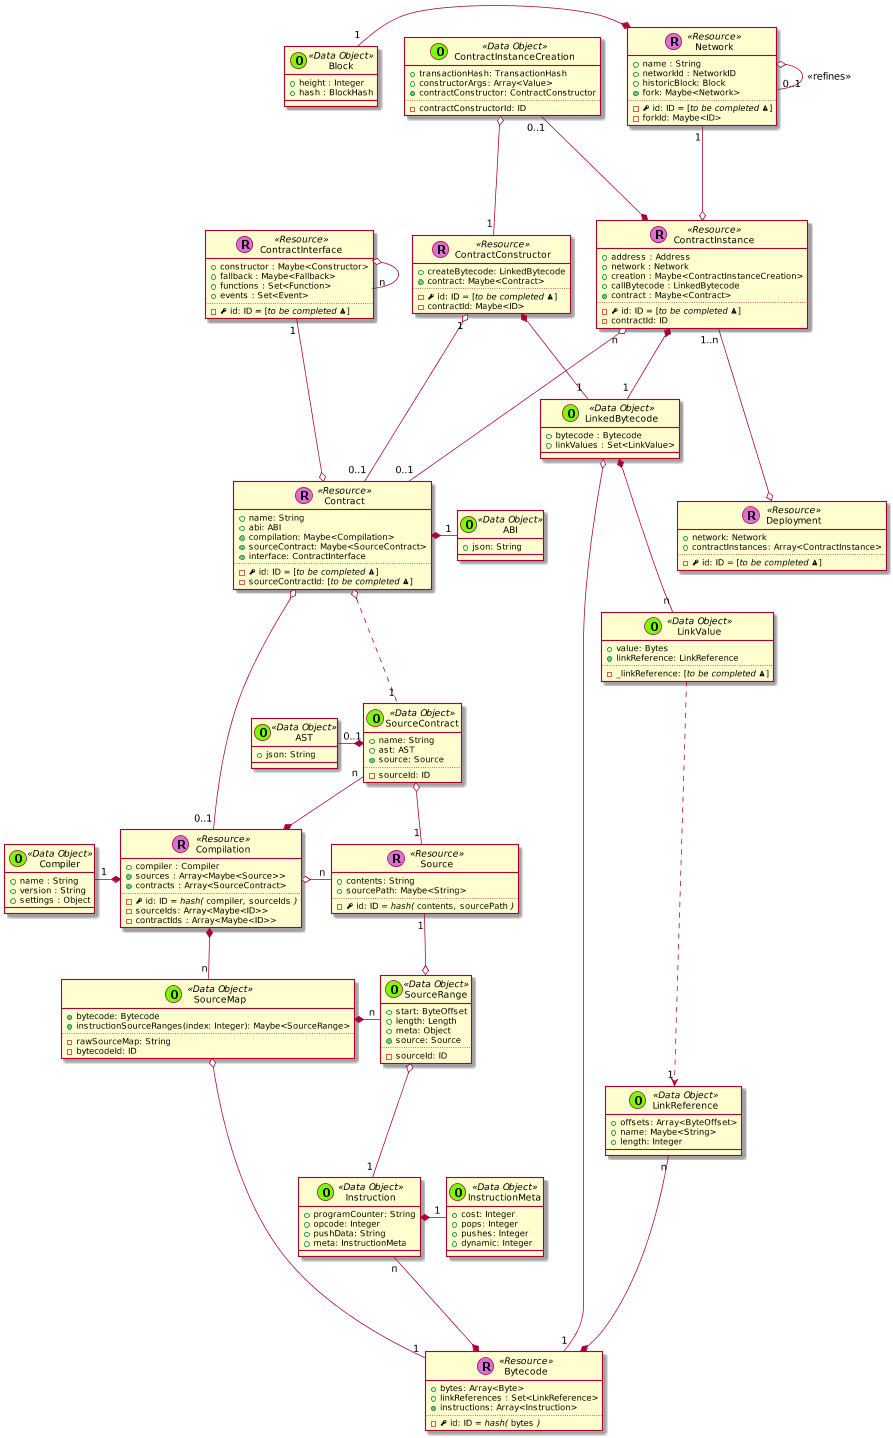 1
O «Data Object»
Block
height : Integer
hash : BlockHash
O «Data Object»
ContractInstanceCreation
transactionHash: TransactionHash
constructorArgs: Array<Value>
contractConstructor: ContractConstructor
contractConstructorId: ID
R «Resource»
Network
name : String
networkId : NetworkID
historicBlock: Block
fork: Maybe<Network>
id: ID = [to be completed ]
forkId: Maybe<ID>
0..1
«refines»
0..1
1
1
R «Resource»
ContractInterface
constructor : Maybe<Constructor>
fallback : Maybe<Fallback>
functions : Set<Function>
events : Set<Event>
id: ID = [to be completed ]
n
1
R «Resource»
ContractConstructor
createBytecode: LinkedBytecode
contract: Maybe<Contract>
id: ID = [to be completed ]
contractId: Maybe<ID>
1
R «Resource»
ContractInstance
address : Address
network : Network
creation : Maybe<ContractInstanceCreation>
callBytecode : LinkedBytecode
contract : Maybe<Contract>
id: ID = [to be completed ]
contractId: ID
n
1..n
1
1
O «Data Object»
LinkedBytecode
bytecode : Bytecode
linkValues : Set<LinkValue>
0..1
0..1
R «Resource»
Contract
name: String
abi: ABI
compilation: Maybe<Compilation>
sourceContract: Maybe<SourceContract>
interface: ContractInterface
id: ID = [to be completed ]
sourceContractId: [to be completed ]
1
O «Data Object»
ABI
json: String
R «Resource»
Deployment
network: Network
contractInstances: Array<ContractInstance>
id: ID = [to be completed ]
n
O «Data Object»
LinkValue
value: Bytes
linkReference: LinkReference
_linkReference: [to be completed ]
1
O «Data Object»
AST
json: String
0..1
O «Data Object»
SourceContract
name: String
ast: AST
source: Source
sourceId: ID
n
0..1
1
O «Data Object»
Compiler
name : String
version : String
settings : Object
1
R «Resource»
Compilation
compiler : Compiler
sources : Array<Maybe<Source>>
contracts : Array<SourceContract>
id: ID = hash( compiler, sourceIds )
sourceIds: Array<Maybe<ID>>
contractIds : Array<Maybe<ID>>
n
R «Resource»
Source
contents: String
sourcePath: Maybe<String>
id: ID = hash( contents, sourcePath )
1
n
O «Data Object»
SourceMap
bytecode: Bytecode
instructionSourceRanges(index: Integer): Maybe<SourceRange>
rawSourceMap: String
bytecodeId: ID
n
O «Data Object»
SourceRange
start: ByteOffset
length: Length
meta: Object
source: Source
sourceId: ID
1
1
O «Data Object»
LinkReference
offsets: Array<ByteOffset>
name: Maybe<String>
length: Integer
n
O «Data Object»
Instruction
programCounter: String
opcode: Integer
pushData: String
meta: InstructionMeta
1
O «Data Object»
InstructionMeta
cost: Integer
pops: Integer
pushes: Integer
dynamic: Integer
n
1
1
R «Resource»
Bytecode
bytes: Array<Byte>
linkReferences : Set<LinkReference>
instructions: Array<Instruction>
id: ID = hash( bytes )